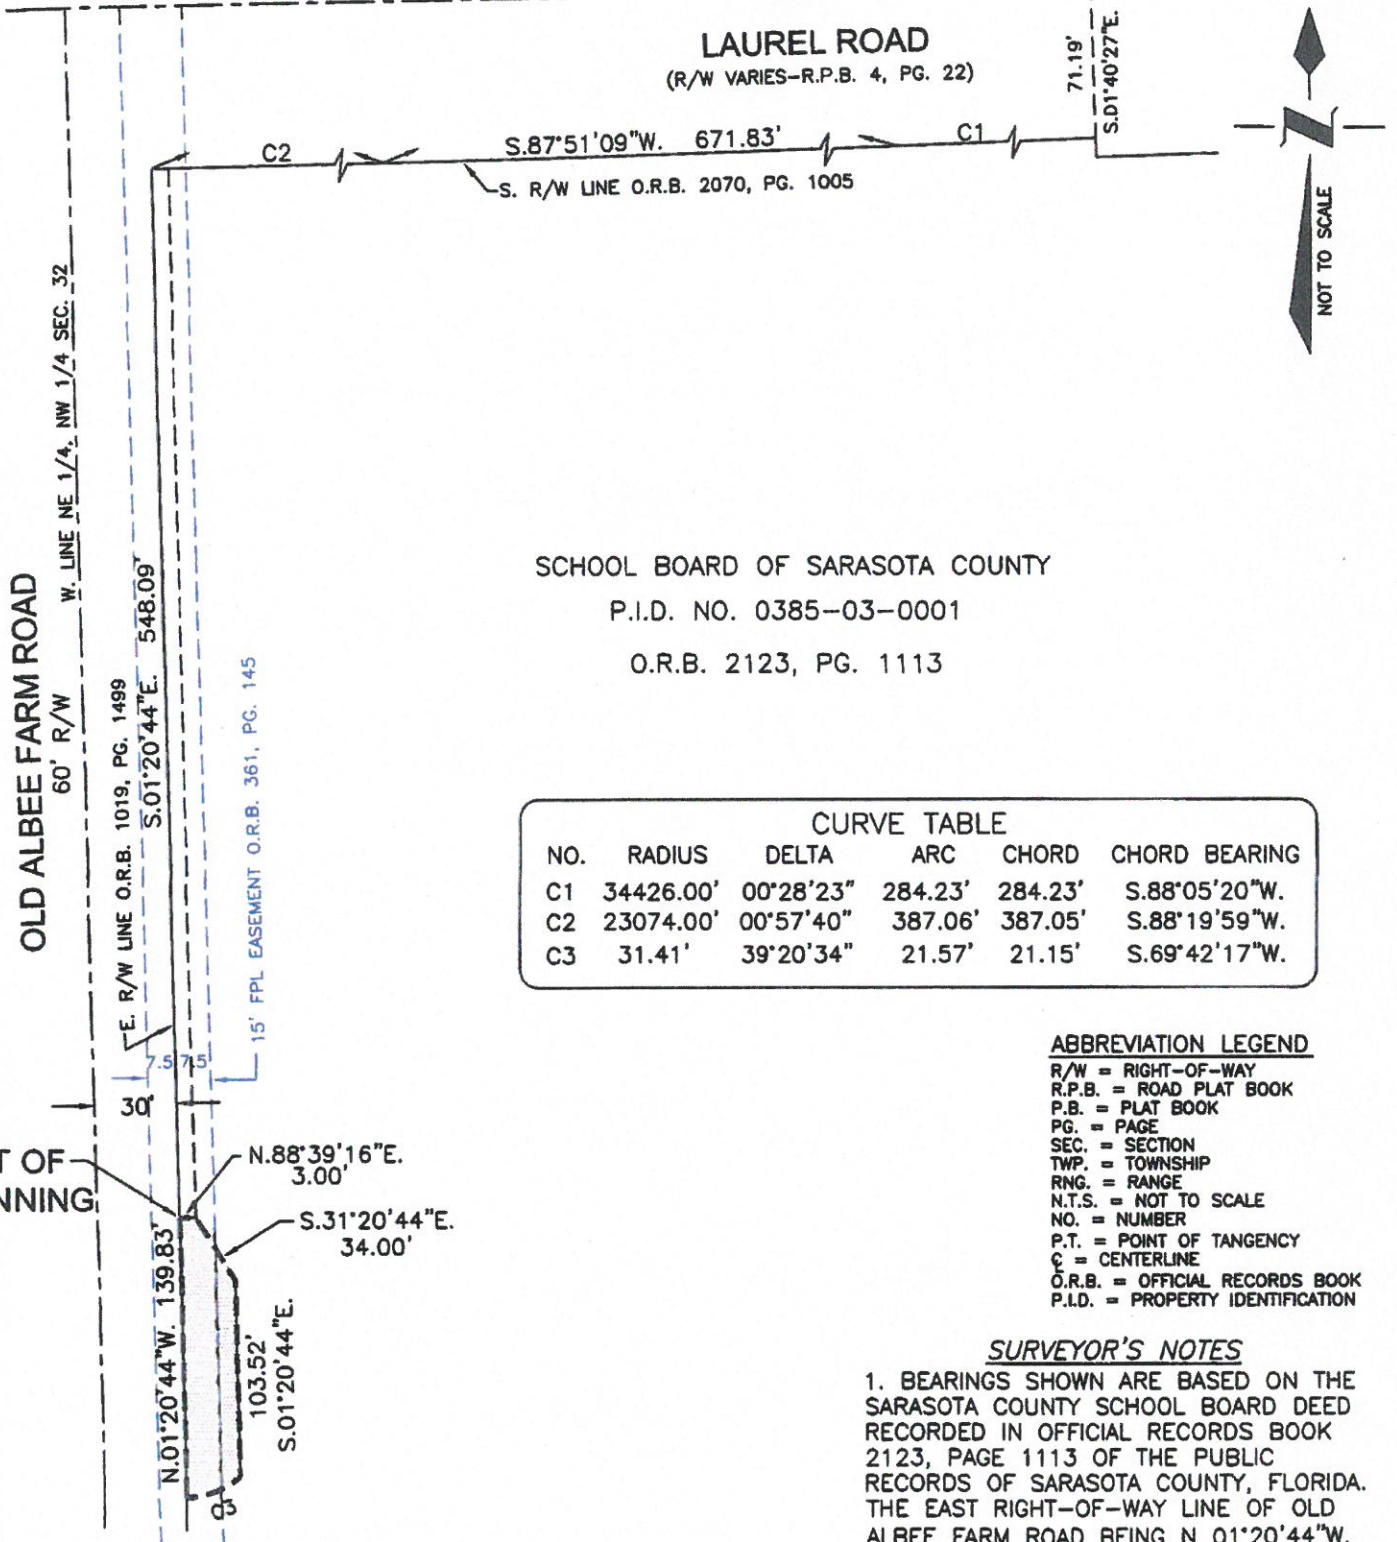 LAUREL ROAD
(R/W VARIES-R.P.B. 4, PG. 22)
71.19'
S.01°40'27"E.
C2
S.87°51'09"W. 671.83'
C1
S. R/W LINE O.R.B. 2070, PG. 1005
NOT TO SCALE
W. LINE NE 1/4, NW 1/4 SEC. 32
OLD ALBEE FARM ROAD
60' R/W
E. R/W LINE O.R.B. 1019, PG. 1499
S.01°20'44"E. 548.09'
15' FPL EASEMENT O.R.B. 361, PG. 145
SCHOOL BOARD OF SARASOTA COUNTY
P.I.D. NO. 0385-03-0001
O.R.B. 2123, PG. 1113
CURVE TABLE
NO. RADIUS DELTA ARC CHORD CHORD BEARING
C1 34426.00' 00°28'23" 284.23' 284.23' S.88°05'20"W.
C2 23074.00' 00°57'40" 387.06' 387.05' S.88°19'59"W.
C3 31.41' 39°20'34" 21.57' 21.15' S.69°42'17"W.
7.5 7.5
30'
T OF
NNING
N.88°39'16"E.
3.00'
S.31°20'44"E.
34.00'
N.01°20'44"W. 139.83'
103.52'
S.01°20'44"E.
C3
ABBREVIATION LEGEND
R/W = RIGHT-OF-WAY
R.P.B. = ROAD PLAT BOOK
P.B. = PLAT BOOK
PG. = PAGE
SEC. = SECTION
TWP. = TOWNSHIP
RNG. = RANGE
N.T.S. = NOT TO SCALE
NO. = NUMBER
P.T. = POINT OF TANGENCY
℄ = CENTERLINE
O.R.B. = OFFICIAL RECORDS BOOK
P.I.D. = PROPERTY IDENTIFICATION
SURVEYOR'S NOTES
1. BEARINGS SHOWN ARE BASED ON THE
SARASOTA COUNTY SCHOOL BOARD DEED
RECORDED IN OFFICIAL RECORDS BOOK
2123, PAGE 1113 OF THE PUBLIC
RECORDS OF SARASOTA COUNTY, FLORIDA.
THE EAST RIGHT-OF-WAY LINE OF OLD
ALBEE FARM ROAD BEING N 01°20'44"W.